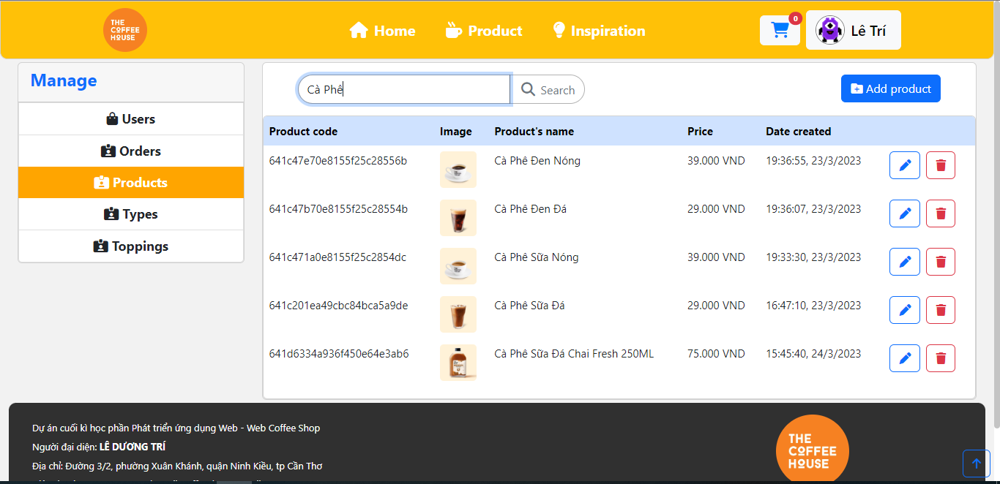 THE
COFFEE
HOUSE
Home
Product
Inspiration
0
Lê Trí
Manage
Users
Orders
Products
Types
Toppings
Cà Phê
Search
Add product
Product code Image Product's name Price Date created
641c47e70e8155f25c28556b Cà Phê Đen Nóng 39.000 VND 19:36:55, 23/3/2023
641c47b70e8155f25c28554b Cà Phê Đen Đá 29.000 VND 19:36:07, 23/3/2023
641c471a0e8155f25c2854dc Cà Phê Sữa Nóng 39.000 VND 19:33:30, 23/3/2023
641c201ea49cbc84bca5a9de Cà Phê Sữa Đá 29.000 VND 16:47:10, 23/3/2023
641d6334a936f450e64e3ab6 Cà Phê Sữa Đá Chai Fresh 250ML 75.000 VND 15:45:40, 24/3/2023
Dự án cuối kì học phần Phát triển ứng dụng Web - Web Coffee Shop
Người đại diện: LÊ DƯƠNG TRÍ
Địa chỉ: Đường 3/2, phường Xuân Khánh, quận Ninh Kiều, tp Cần Thơ
THE
COFFEE
HOUSE